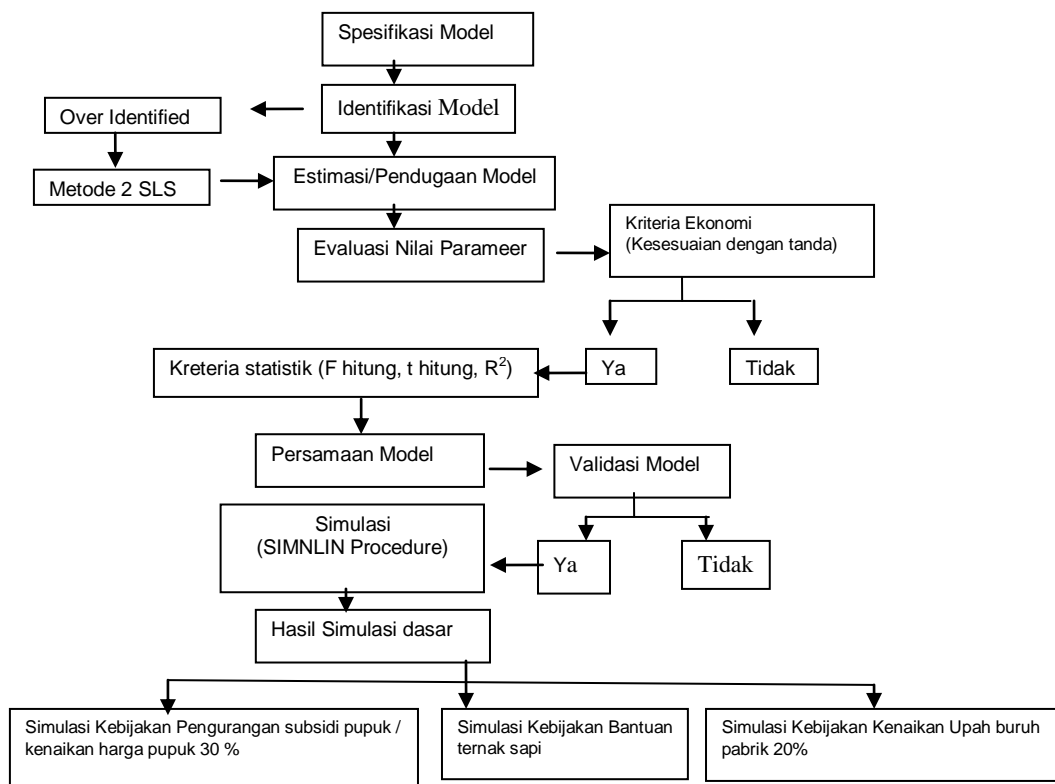 Spesifikasi Model
Identifikasi Model
Over Identified
Metode 2 SLS
Estimasi/Pendugaan Model
Evaluasi Nilai Parameer
Kriteria Ekonomi
(Kesesuaian dengan tanda)
Ya
Tidak
Kreteria statistik (F hitung, t hitung, R²)
Persamaan Model
Validasi Model
Simulasi
(SIMNLIN Procedure)
Ya
Tidak
Hasil Simulasi dasar
Simulasi Kebijakan Pengurangan subsidi pupuk /
kenaikan harga pupuk 30 %
Simulasi Kebijakan Bantuan
ternak sapi
Simulasi Kebijakan Kenaikan Upah buruh
pabrik 20%